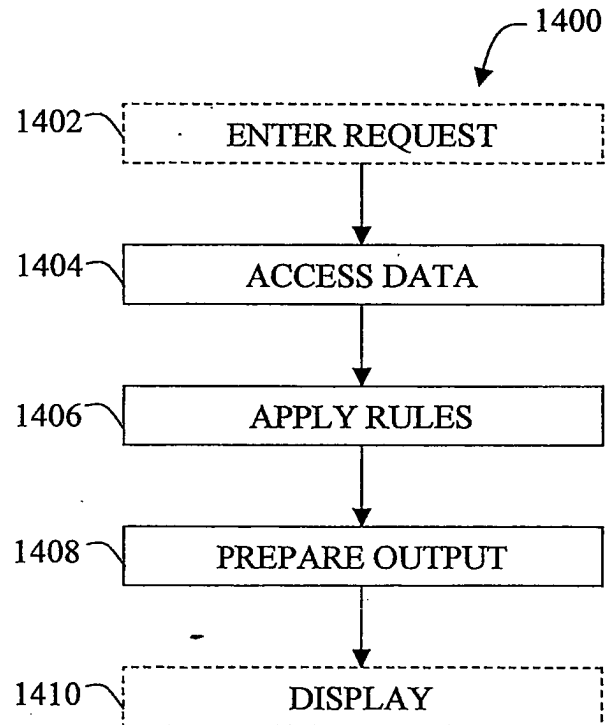 1400
1402 ENTER REQUEST
1404 ACCESS DATA
1406 APPLY RULES
1408 PREPARE OUTPUT
1410 DISPLAY